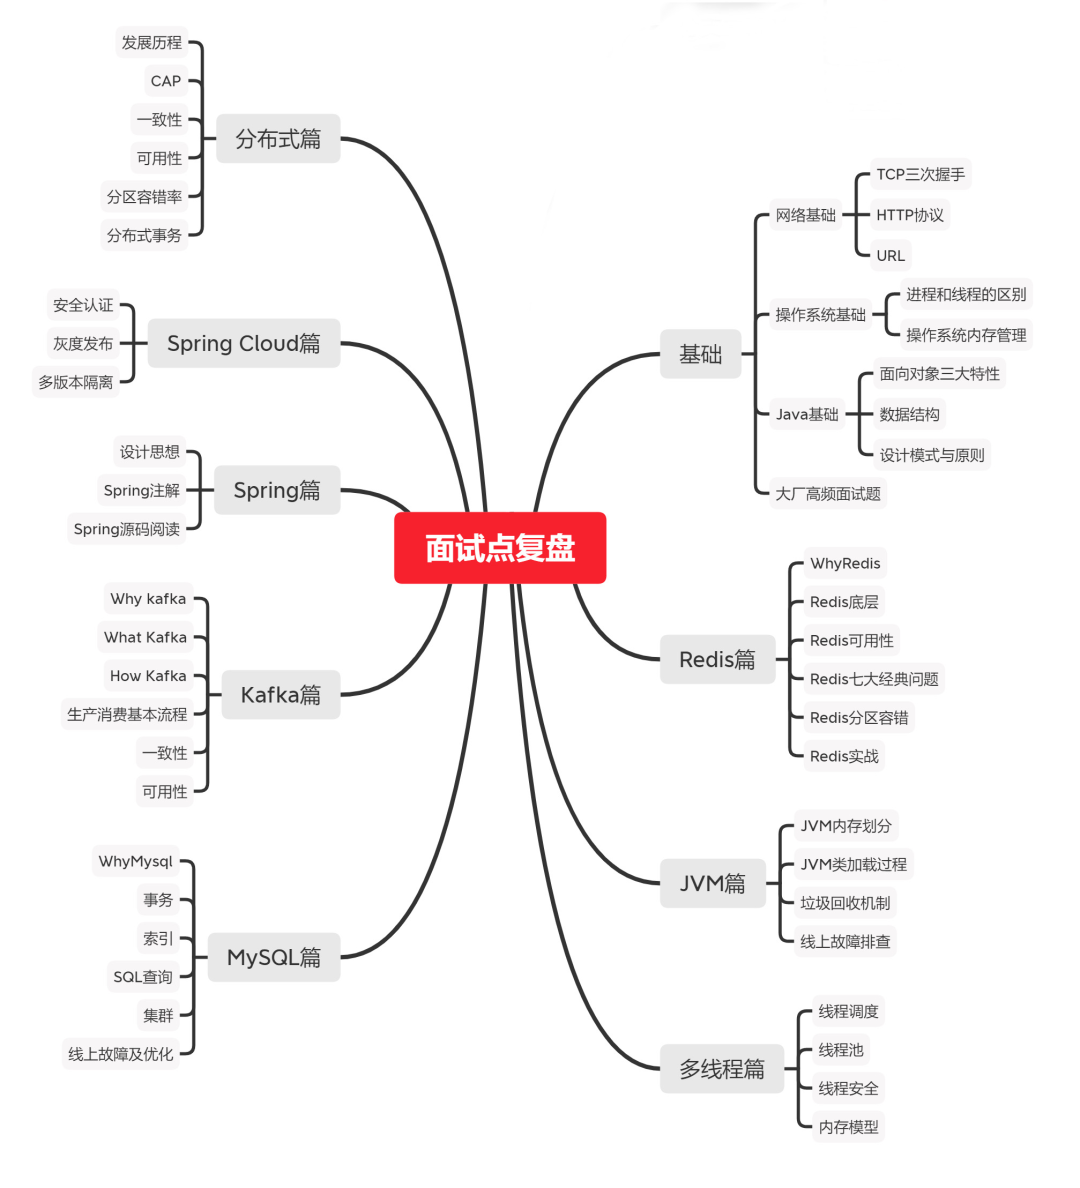 面试点复盘
基础
网络基础
TCP三次握手
HTTP协议
URL
操作系统基础
进程和线程的区别
操作系统内存管理
Java基础
面向对象三大特性
数据结构
设计模式与原则
大厂高频面试题
Redis篇
WhyRedis
Redis底层
Redis可用性
Redis七大经典问题
Redis分区容错
Redis实战
JVM篇
JVM内存划分
JVM类加载过程
垃圾回收机制
线上故障排查
多线程篇
线程调度
线程池
线程安全
内存模型
分布式篇
发展历程
CAP
一致性
可用性
分区容错率
分布式事务
Spring Cloud篇
安全认证
灰度发布
多版本隔离
Spring篇
设计思想
Spring注解
Spring源码阅读
Kafka篇
Why kafka
What Kafka
How Kafka
生产消费基本流程
一致性
可用性
MySQL篇
WhyMysql
事务
索引
SQL查询
集群
线上故障及优化